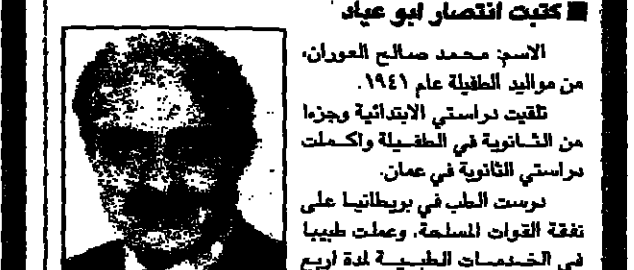 ■ كتبت انتصار ابو عياد
الاسم: محمد صالح العوران،
من مواليد الطفيلة عام ١٩٤١.
تلقيت دراستي الابتدائية وجزءا
من الثانوية في الطفيلة واكملت
دراستي الثانوية في عمان.
درست الطب في بريطانيا على
نفقة القوات المسلحة، وعملت طبيبا
في الخدمات الطبية لمدة اربع